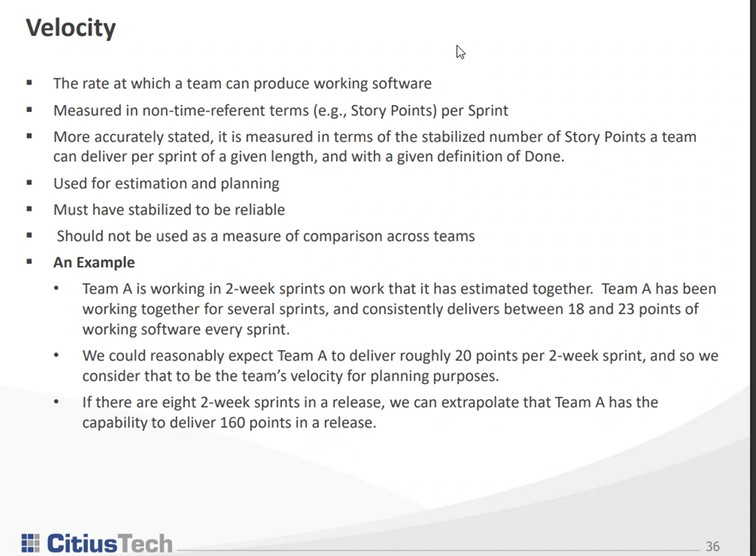 Velocity
▪ The rate at which a team can produce working software
▪ Measured in non-time-referent terms (e.g., Story Points) per Sprint
▪ More accurately stated, it is measured in terms of the stabilized number of Story Points a team
can deliver per sprint of a given length, and with a given definition of Done.
▪ Used for estimation and planning
▪ Must have stabilized to be reliable
▪ Should not be used as a measure of comparison across teams
▪ An Example
• Team A is working in 2-week sprints on work that it has estimated together. Team A has been
working together for several sprints, and consistently delivers between 18 and 23 points of
working software every sprint.
• We could reasonably expect Team A to deliver roughly 20 points per 2-week sprint, and so we
consider that to be the team’s velocity for planning purposes.
• If there are eight 2-week sprints in a release, we can extrapolate that Team A has the
capability to deliver 160 points in a release.
CitiusTech
36